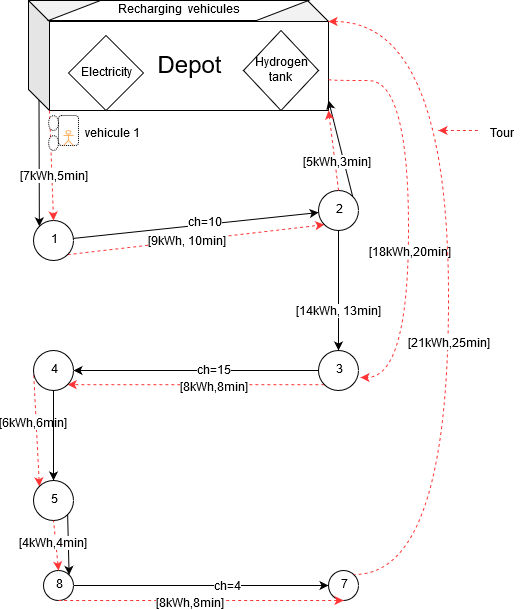 Recharging vehicules
Electricity
Depot
Hydrogen
tank
vehicule 1
[5kWh,3min]
Tour
[7kWh,5min]
2
ch=10
1
[9kWh, 10min]
[18kWh,20min]
[14kWh, 13min]
[21kWh,25min]
4
ch=15
3
[8kWh,8min]
[6kWh,6min]
5
[4kWh,4min]
8
ch=4
7
[8kWh,8min]